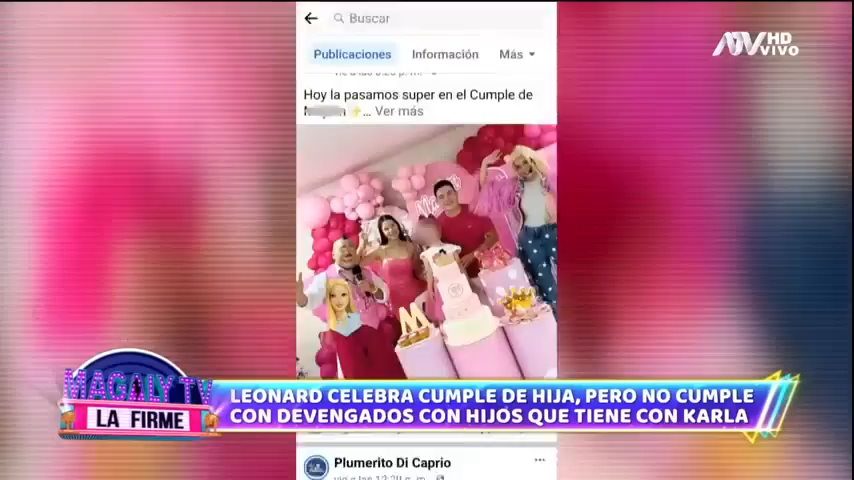 Buscar
ATV HD
VIVO
Publicaciones
Información
Más
Hoy la pasamos super en el Cumple de
✨... Ver más
M
MAGALY TV
LA FIRME
LEONARD CELEBRA CUMPLE DE HIJA, PERO NO CUMPLE
CON DEVENGADOS CON HIJOS QUE TIENE CON KARLA
Plumerito Di Caprio